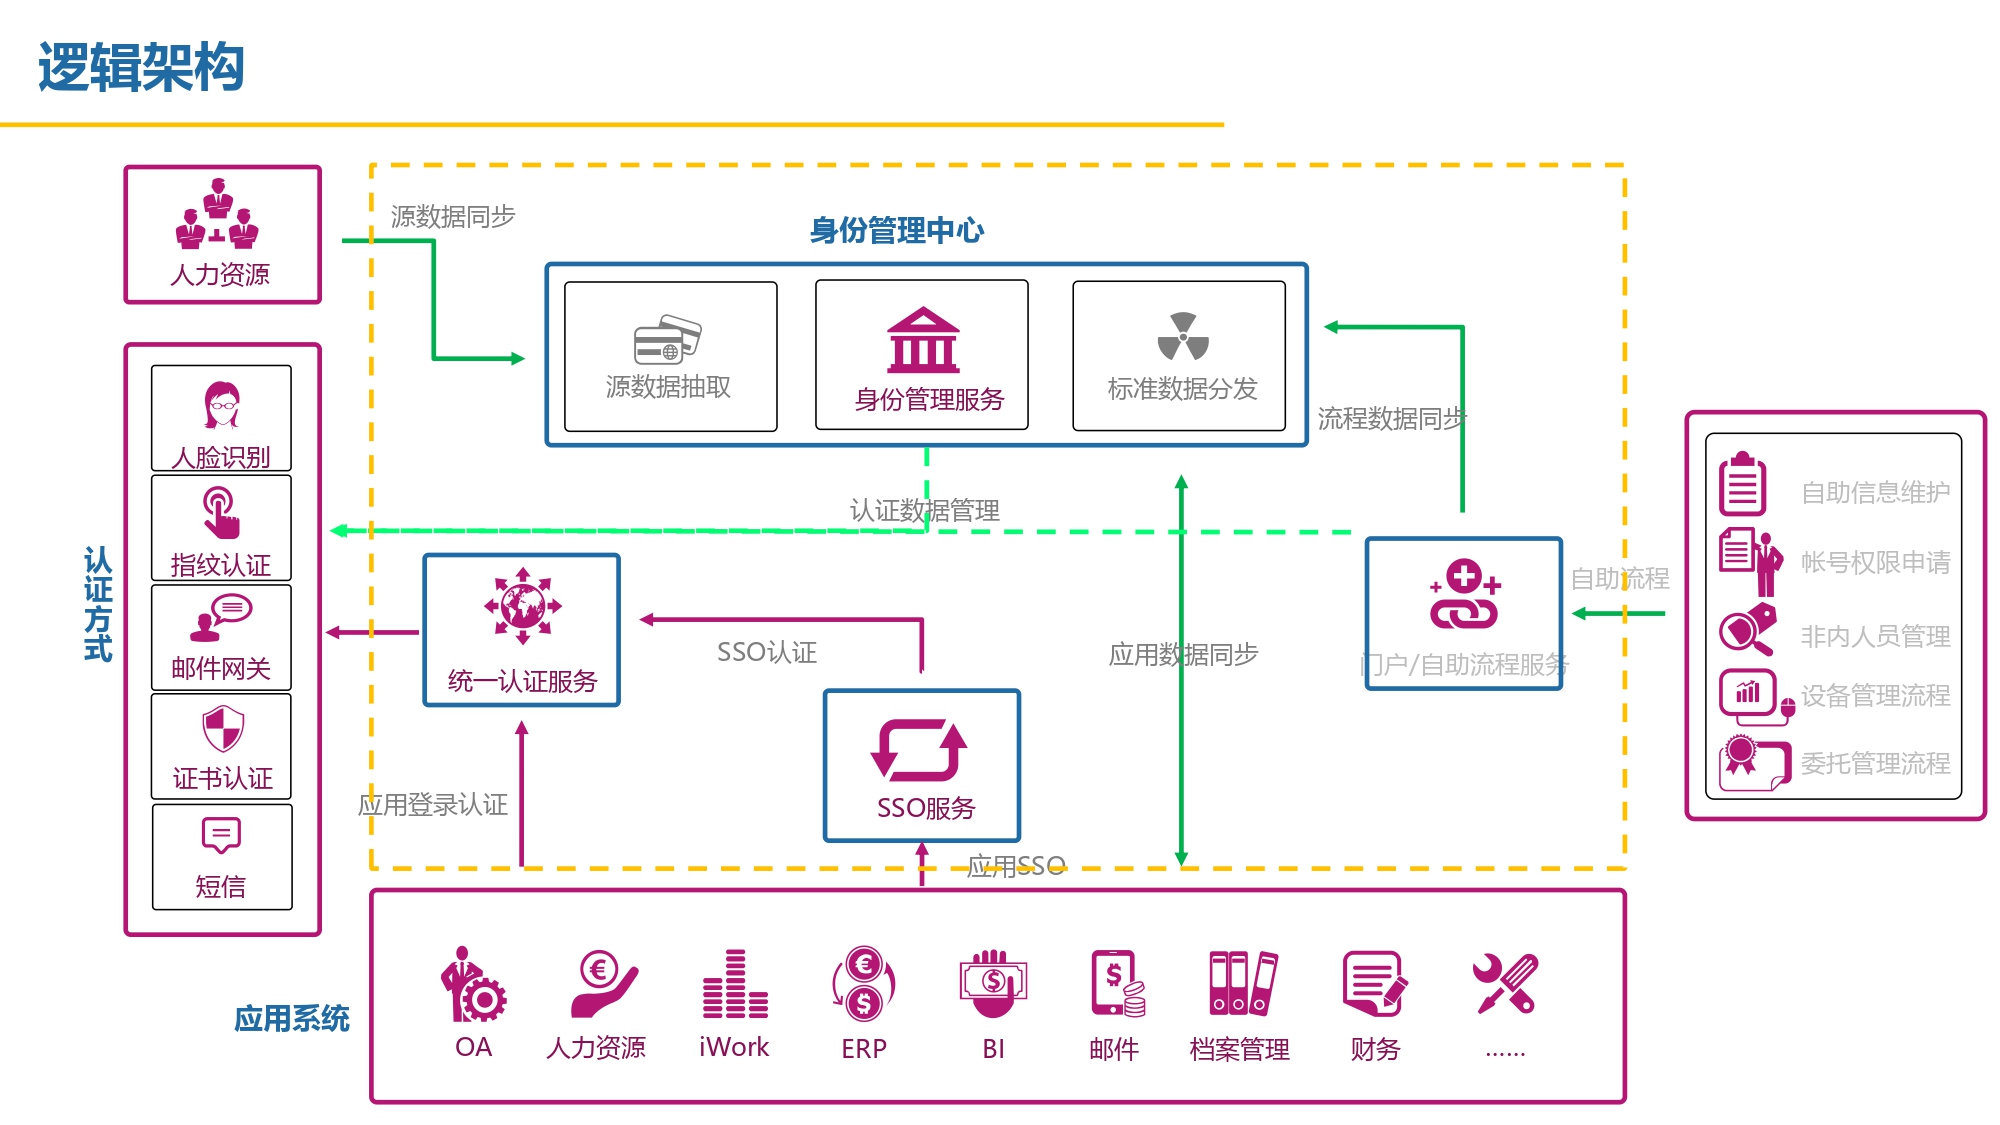 逻辑架构
人力资源
源数据同步
身份管理中心
源数据抽取
身份管理服务
标准数据分发
流程数据同步
认证数据管理
认证方式
人脸识别
指纹认证
邮件网关
证书认证
短信
统一认证服务
SSO认证
应用数据同步
门户/自助流程服务
自助流程
自助信息维护
帐号权限申请
非内人员管理
设备管理流程
委托管理流程
应用登录认证
SSO服务
应用SSO
应用系统
OA
人力资源
iWork
ERP
BI
邮件
档案管理
财务
......